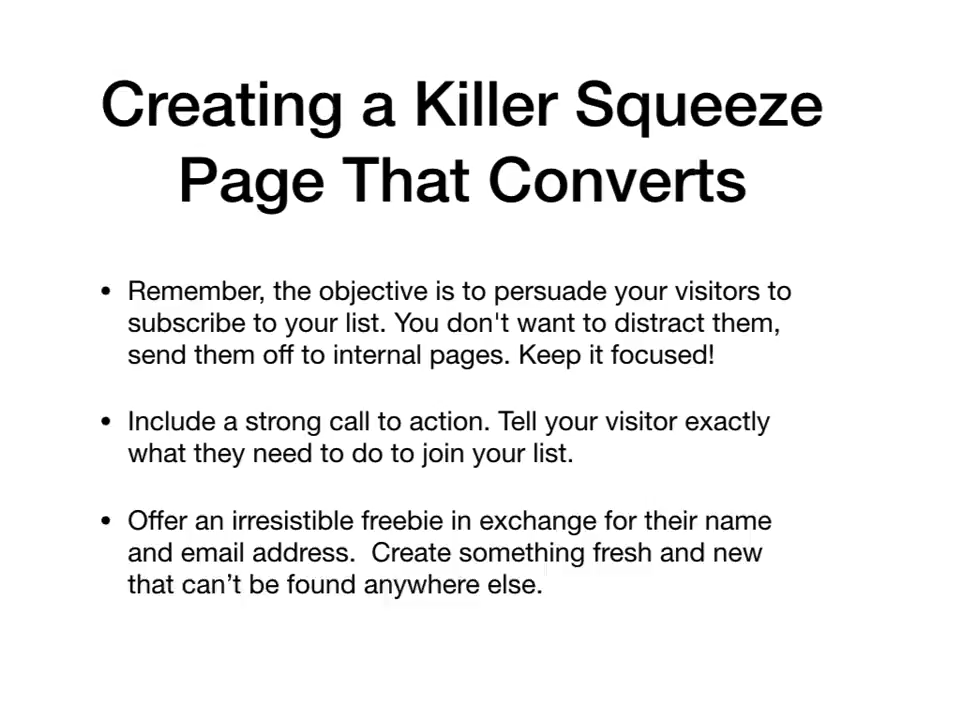 Creating a Killer Squeeze
Page That Converts
• Remember, the objective is to persuade your visitors to
subscribe to your list. You don't want to distract them,
send them off to internal pages. Keep it focused!
• Include a strong call to action. Tell your visitor exactly
what they need to do to join your list.
• Offer an irresistible freebie in exchange for their name
and email address.  Create something fresh and new
that can’t be found anywhere else.